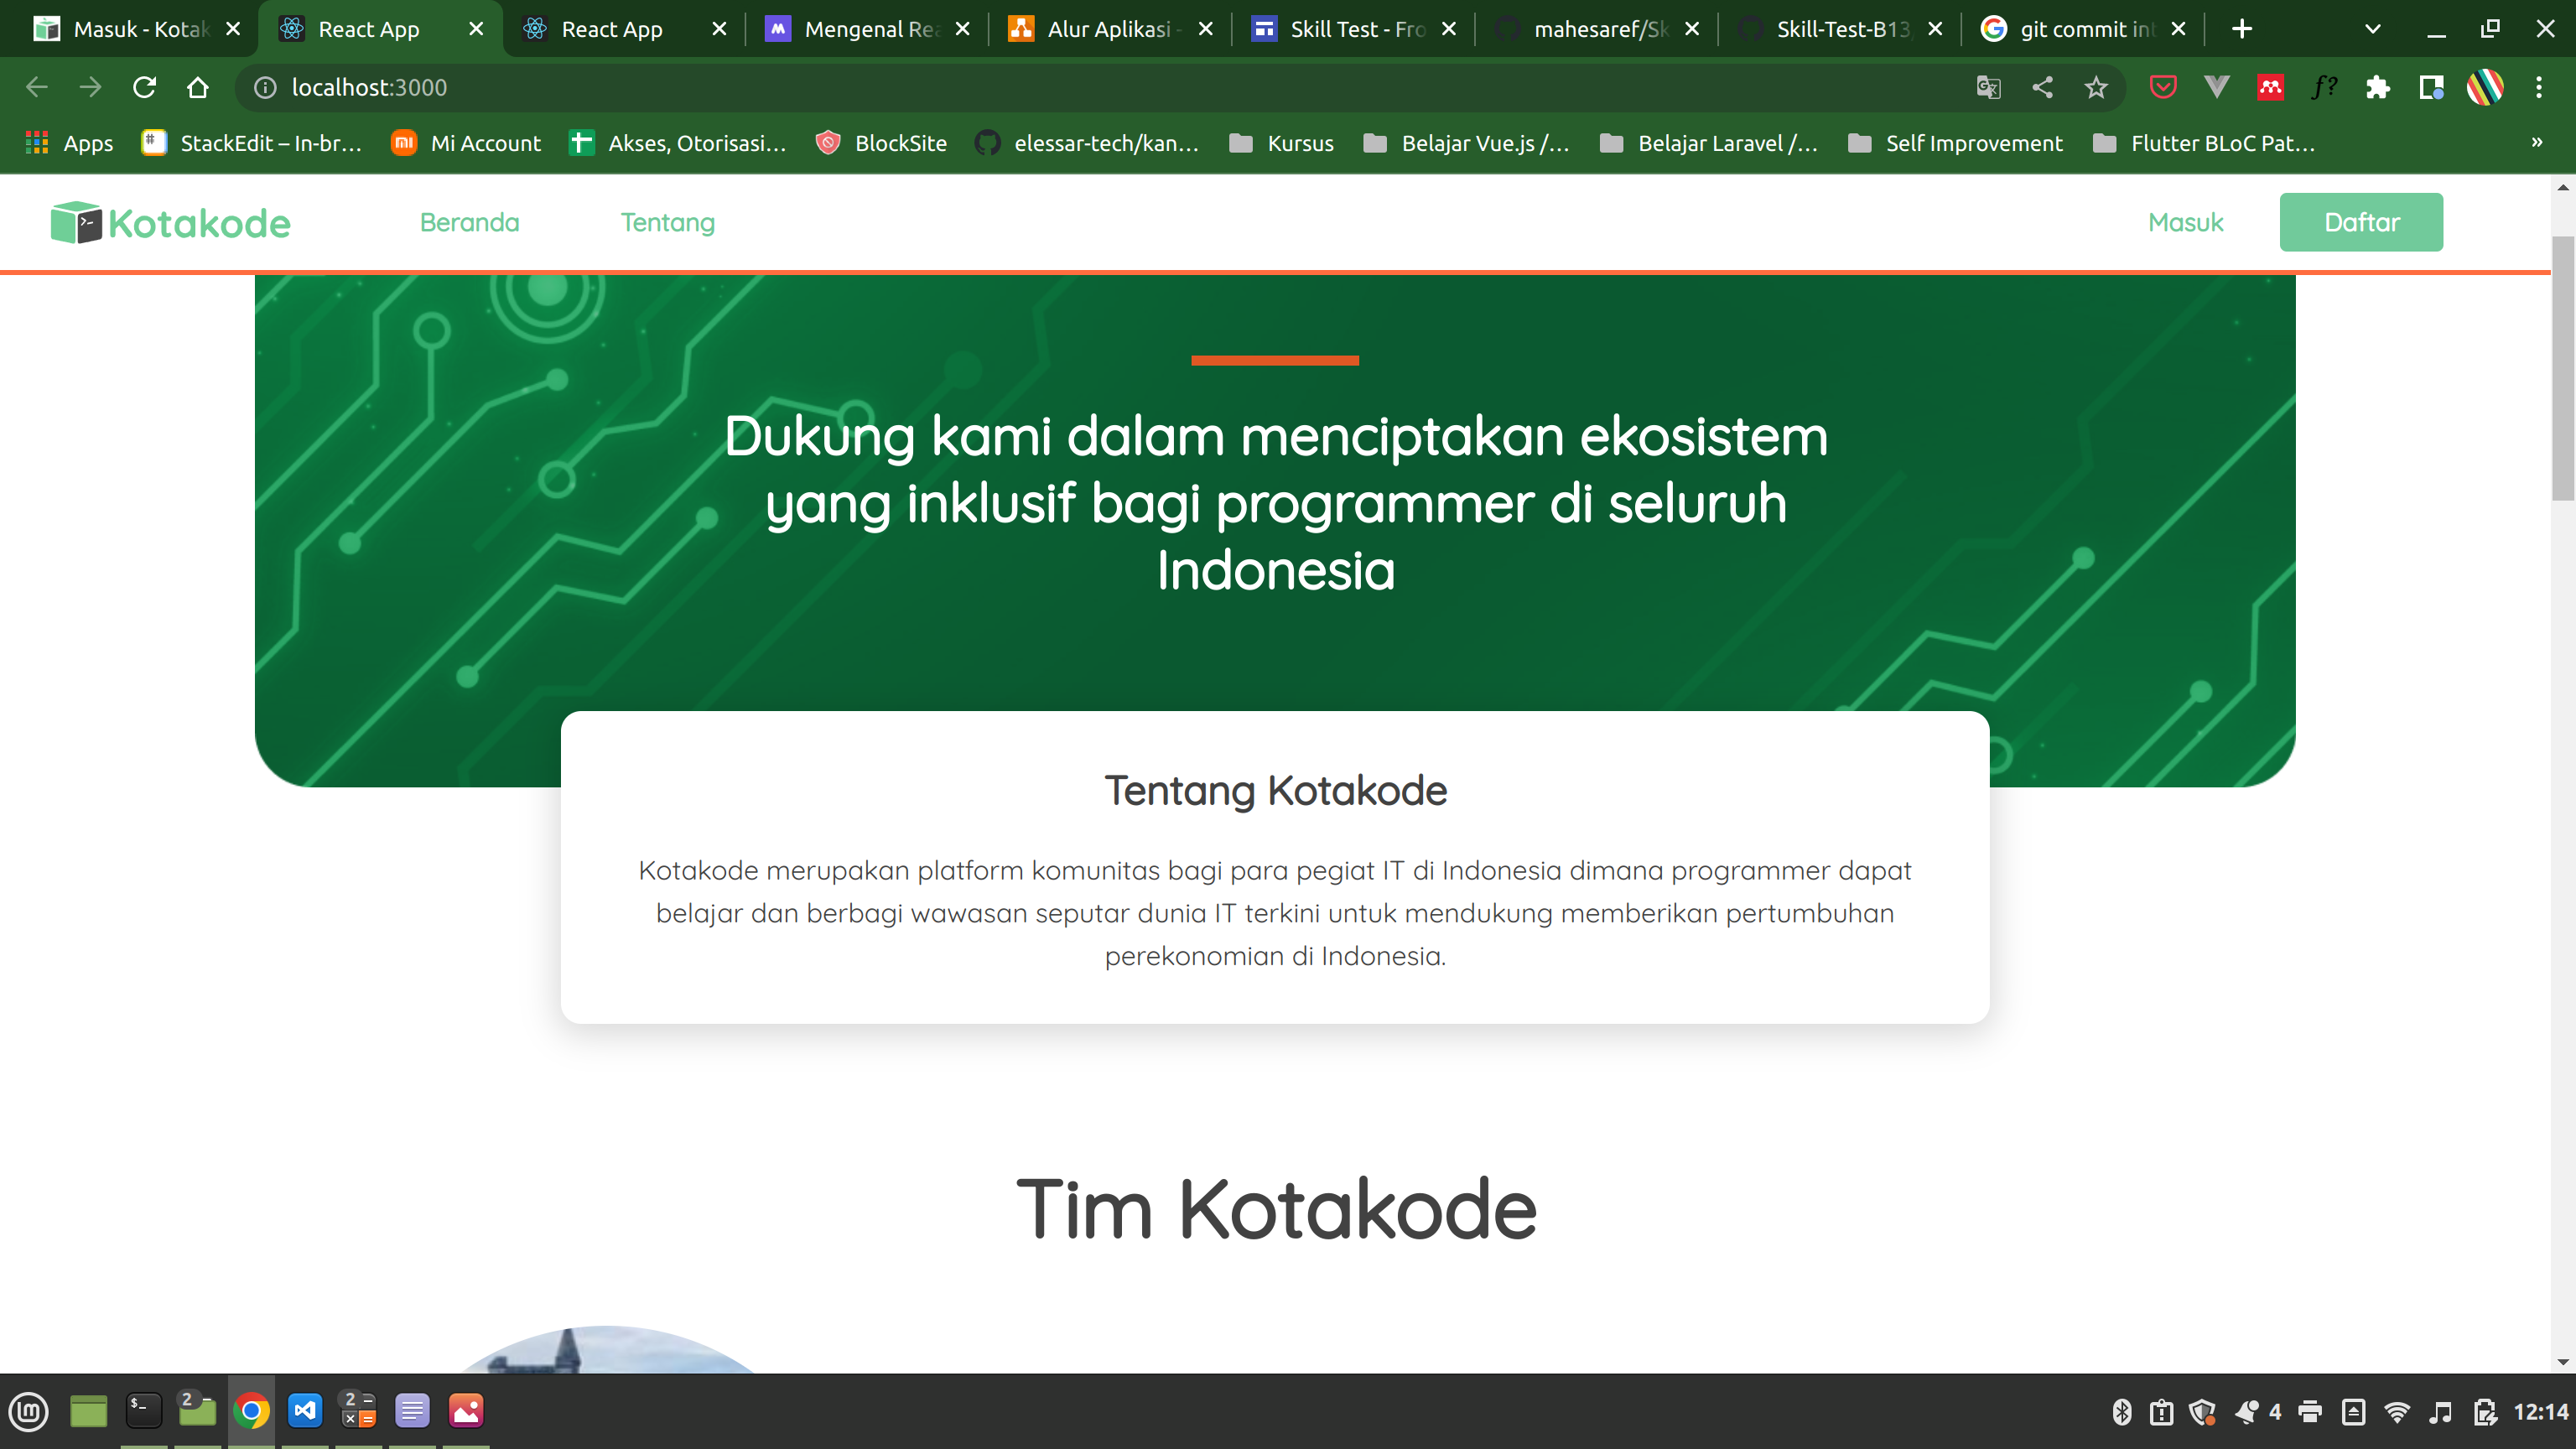 Masuk - Kotak
React App
React App
Mengenal Rea
Alur Aplikasi -
Skill Test - Fro
mahesaref/Sk
Skill-Test-B13
git commit int
localhost:3000
f?
Apps
StackEdit – In-br...
Mi Account
Akses, Otorisasi...
BlockSite
elessar-tech/kan...
Kursus
Belajar Vue.js /...
Belajar Laravel /...
Self Improvement
Flutter BLoC Pat...
»
Kotakode
Beranda
Tentang
Masuk
Daftar
Dukung kami dalam menciptakan ekosistem
yang inklusif bagi programmer di seluruh
Indonesia
Tentang Kotakode
Kotakode merupakan platform komunitas bagi para pegiat IT di Indonesia dimana programmer dapat
belajar dan berbagi wawasan seputar dunia IT terkini untuk mendukung memberikan pertumbuhan
perekonomian di Indonesia.
Tim Kotakode
2
2
4
12:14